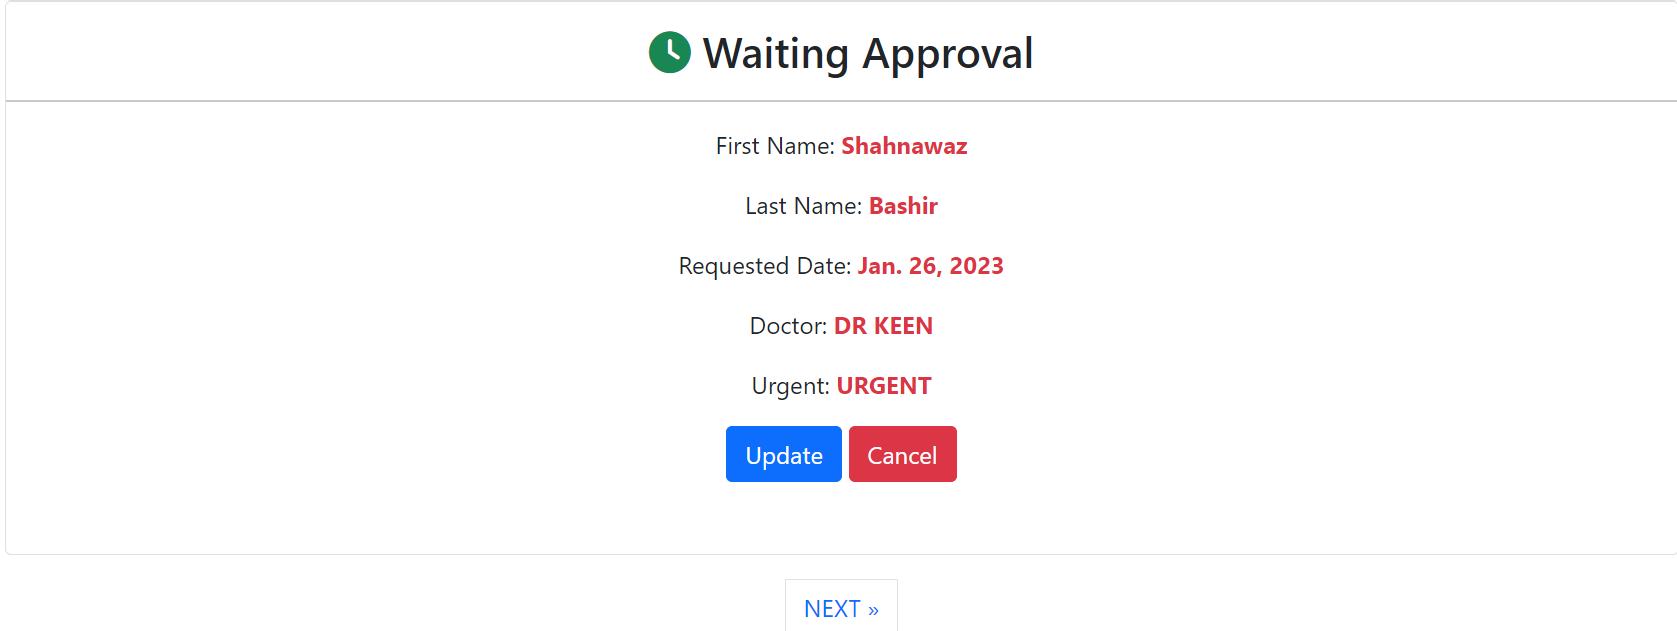 Waiting Approval
First Name: Shahnawaz
Last Name: Bashir
Requested Date: Jan. 26, 2023
Doctor: DR KEEN
Urgent: URGENT
Update Cancel
NEXT »